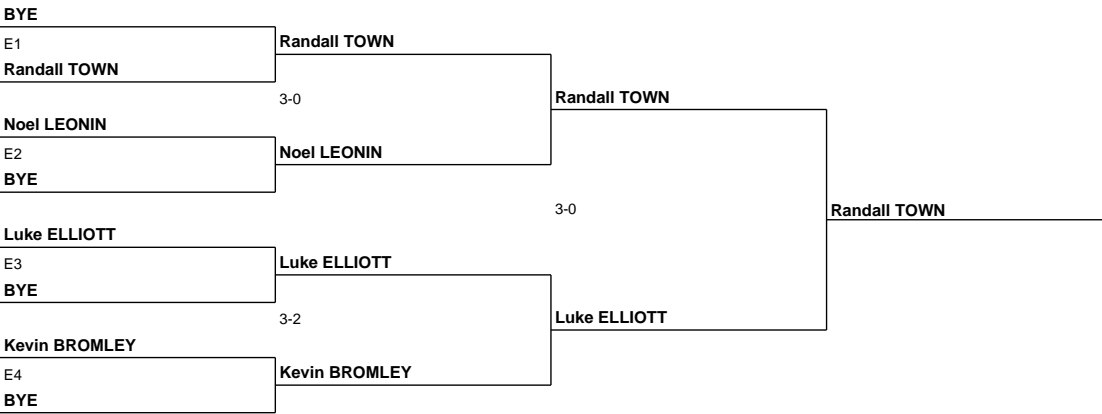 BYE
E1
Randall TOWN
Randall TOWN
3-0
Randall TOWN
Noel LEONIN
E2
Noel LEONIN
BYE
3-0
Randall TOWN
Luke ELLIOTT
E3
Luke ELLIOTT
BYE
3-2
Luke ELLIOTT
Kevin BROMLEY
E4
Kevin BROMLEY
BYE